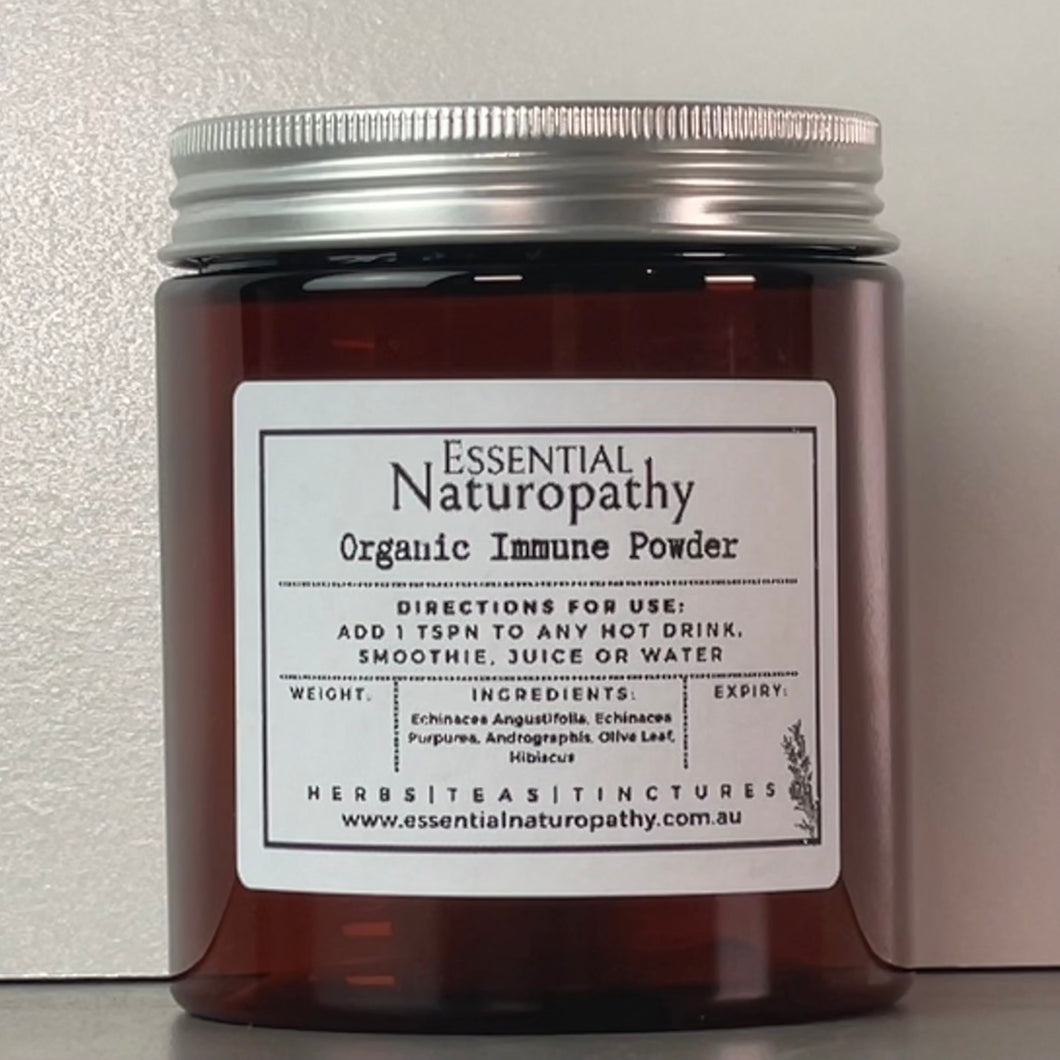 ESSENTIAL
Naturopathy
Organic Immune Powder
DIRECTIONS FOR USE:
ADD 1 TSPN TO ANY HOT DRINK,
SMOOTHIE, JUICE OR WATER
WEIGHT:
INGREDIENTS:
Echinacea Angustifolia, Echinacea
Purpurea, Andrographis, Olive Leaf,
Hibiscus
EXPIRY:
HERBS|TEAS|TINCTURES
www.essentialnaturopathy.com.au